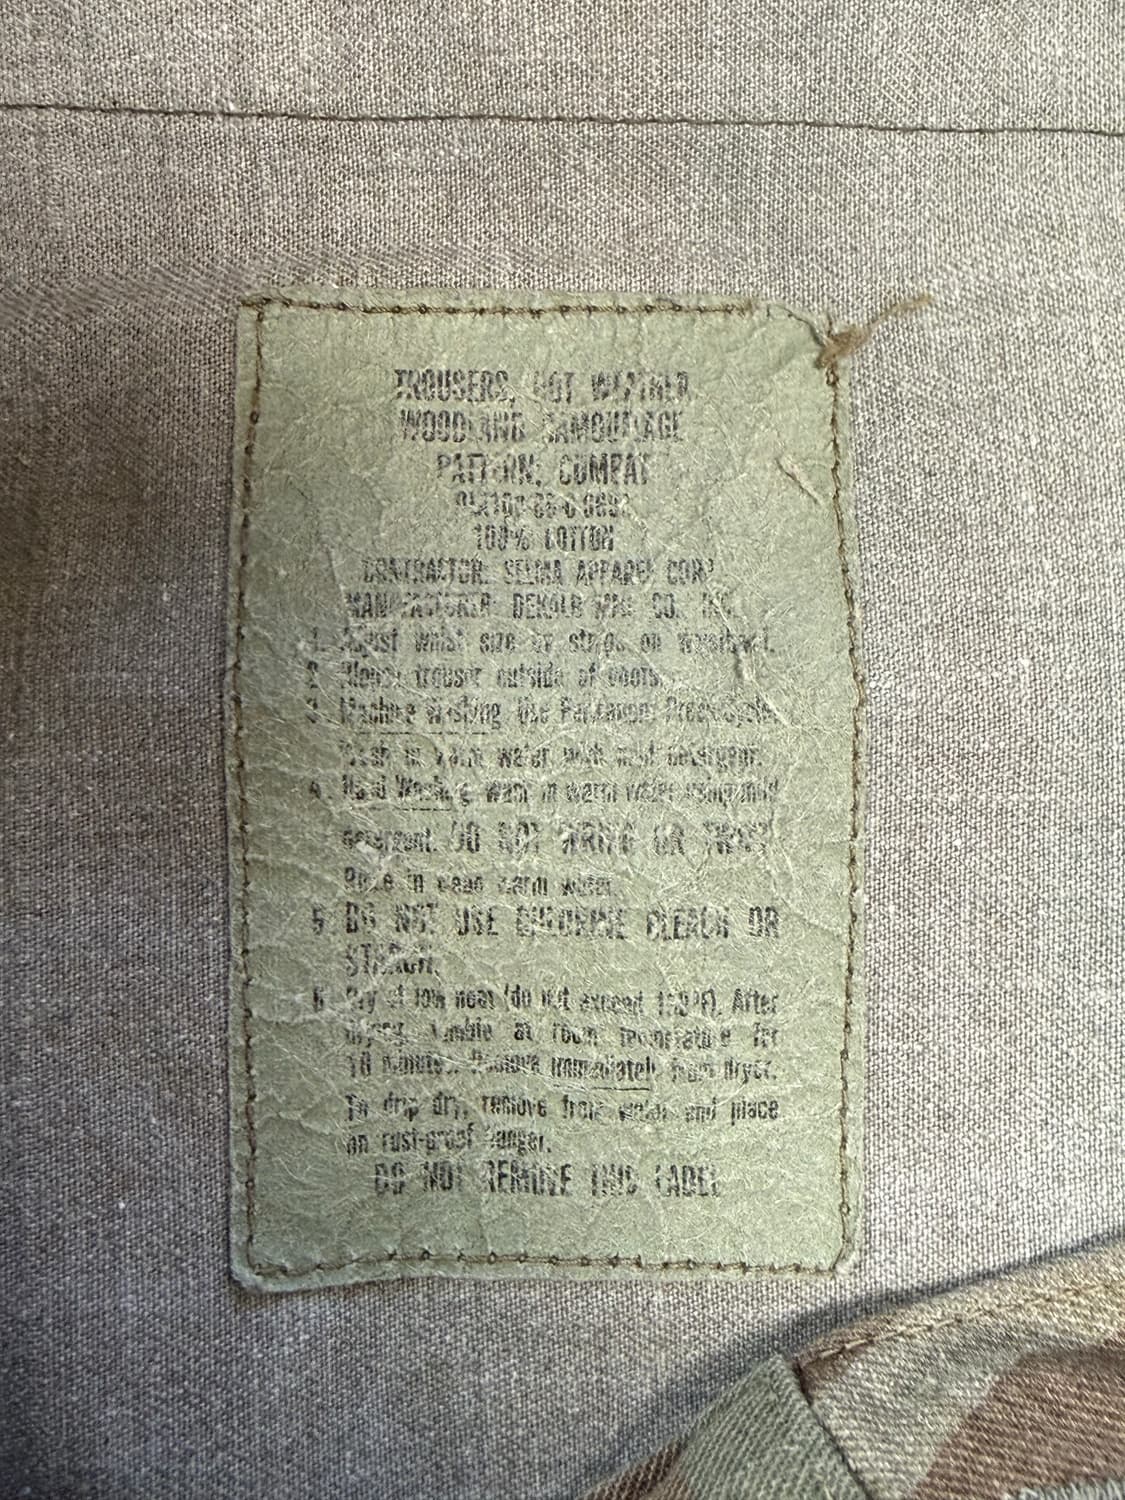 TROUSERS, HOT WEATHER
WOODLAND CAMOUFLAGE
PATTERN, COMBAT
100% COTTON
CONTRACTOR: SELMA APPAREL CORP
MANUFACTURER: DEKALB MFG. CO., INC.
1. Adjust waist size by straps on waistband.
2. Blouse trouser outside of boots.
3. Machine Washing: Use Permanent Press Cycle.
Wash in warm water with mild detergent.
4. Hand Washing: Wash in warm water using mild
detergent. DO NOT WRING OR TWIST
Rinse in clean warm water.
5. DO NOT USE CHLORINE BLEACH OR
STARCH.
6. Dry at low heat (do not exceed 130°F). After
drying, tumble at room temperature for
10 minutes. Remove immediately from dryer.
To drip dry, remove from water and place
on rust-proof hanger.
DO NOT REMOVE THIS LABEL